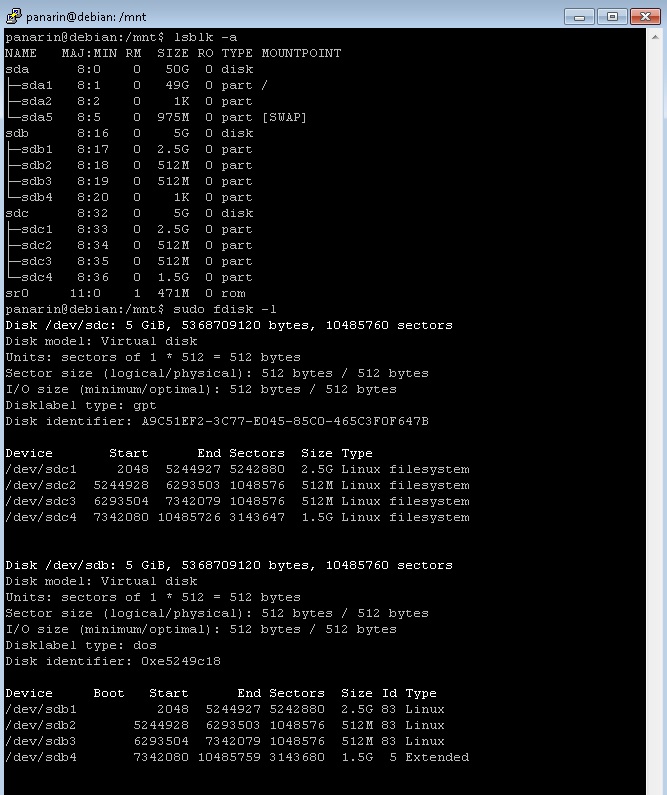 panarin@debian: /mnt
panarin@debian:/mnt$ lsblk -a
NAME   MAJ:MIN RM  SIZE RO TYPE MOUNTPOINT
sda      8:0    0   50G  0 disk
├─sda1   8:1    0   49G  0 part /
├─sda2   8:2    0    1K  0 part
└─sda5   8:5    0  975M  0 part [SWAP]
sdb      8:16   0    5G  0 disk
├─sdb1   8:17   0  2.5G  0 part
├─sdb2   8:18   0  512M  0 part
├─sdb3   8:19   0  512M  0 part
└─sdb4   8:20   0    1K  0 part
sdc      8:32   0    5G  0 disk
├─sdc1   8:33   0  2.5G  0 part
├─sdc2   8:34   0  512M  0 part
├─sdc3   8:35   0  512M  0 part
└─sdc4   8:36   0  1.5G  0 part
sr0     11:0    1  471M  0 rom
panarin@debian:/mnt$ sudo fdisk -l
Disk /dev/sdc: 5 GiB, 5368709120 bytes, 10485760 sectors
Disk model: Virtual disk
Units: sectors of 1 * 512 = 512 bytes
Sector size (logical/physical): 512 bytes / 512 bytes
I/O size (minimum/optimal): 512 bytes / 512 bytes
Disklabel type: gpt
Disk identifier: A9C51EF2-3C77-E045-85C0-465C3F0F647B
Device       Start      End Sectors  Size Type
/dev/sdc1     2048  5244927 5242880  2.5G Linux filesystem
/dev/sdc2  5244928  6293503 1048576  512M Linux filesystem
/dev/sdc3  6293504  7342079 1048576  512M Linux filesystem
/dev/sdc4  7342080 10485726 3143647  1.5G Linux filesystem
Disk /dev/sdb: 5 GiB, 5368709120 bytes, 10485760 sectors
Disk model: Virtual disk
Units: sectors of 1 * 512 = 512 bytes
Sector size (logical/physical): 512 bytes / 512 bytes
I/O size (minimum/optimal): 512 bytes / 512 bytes
Disklabel type: dos
Disk identifier: 0xe5249c18
Device     Boot   Start      End Sectors  Size Id Type
/dev/sdb1          2048  5244927 5242880  2.5G 83 Linux
/dev/sdb2       5244928  6293503 1048576  512M 83 Linux
/dev/sdb3       6293504  7342079 1048576  512M 83 Linux
/dev/sdb4       7342080 10485759 3143680  1.5G  5 Extended